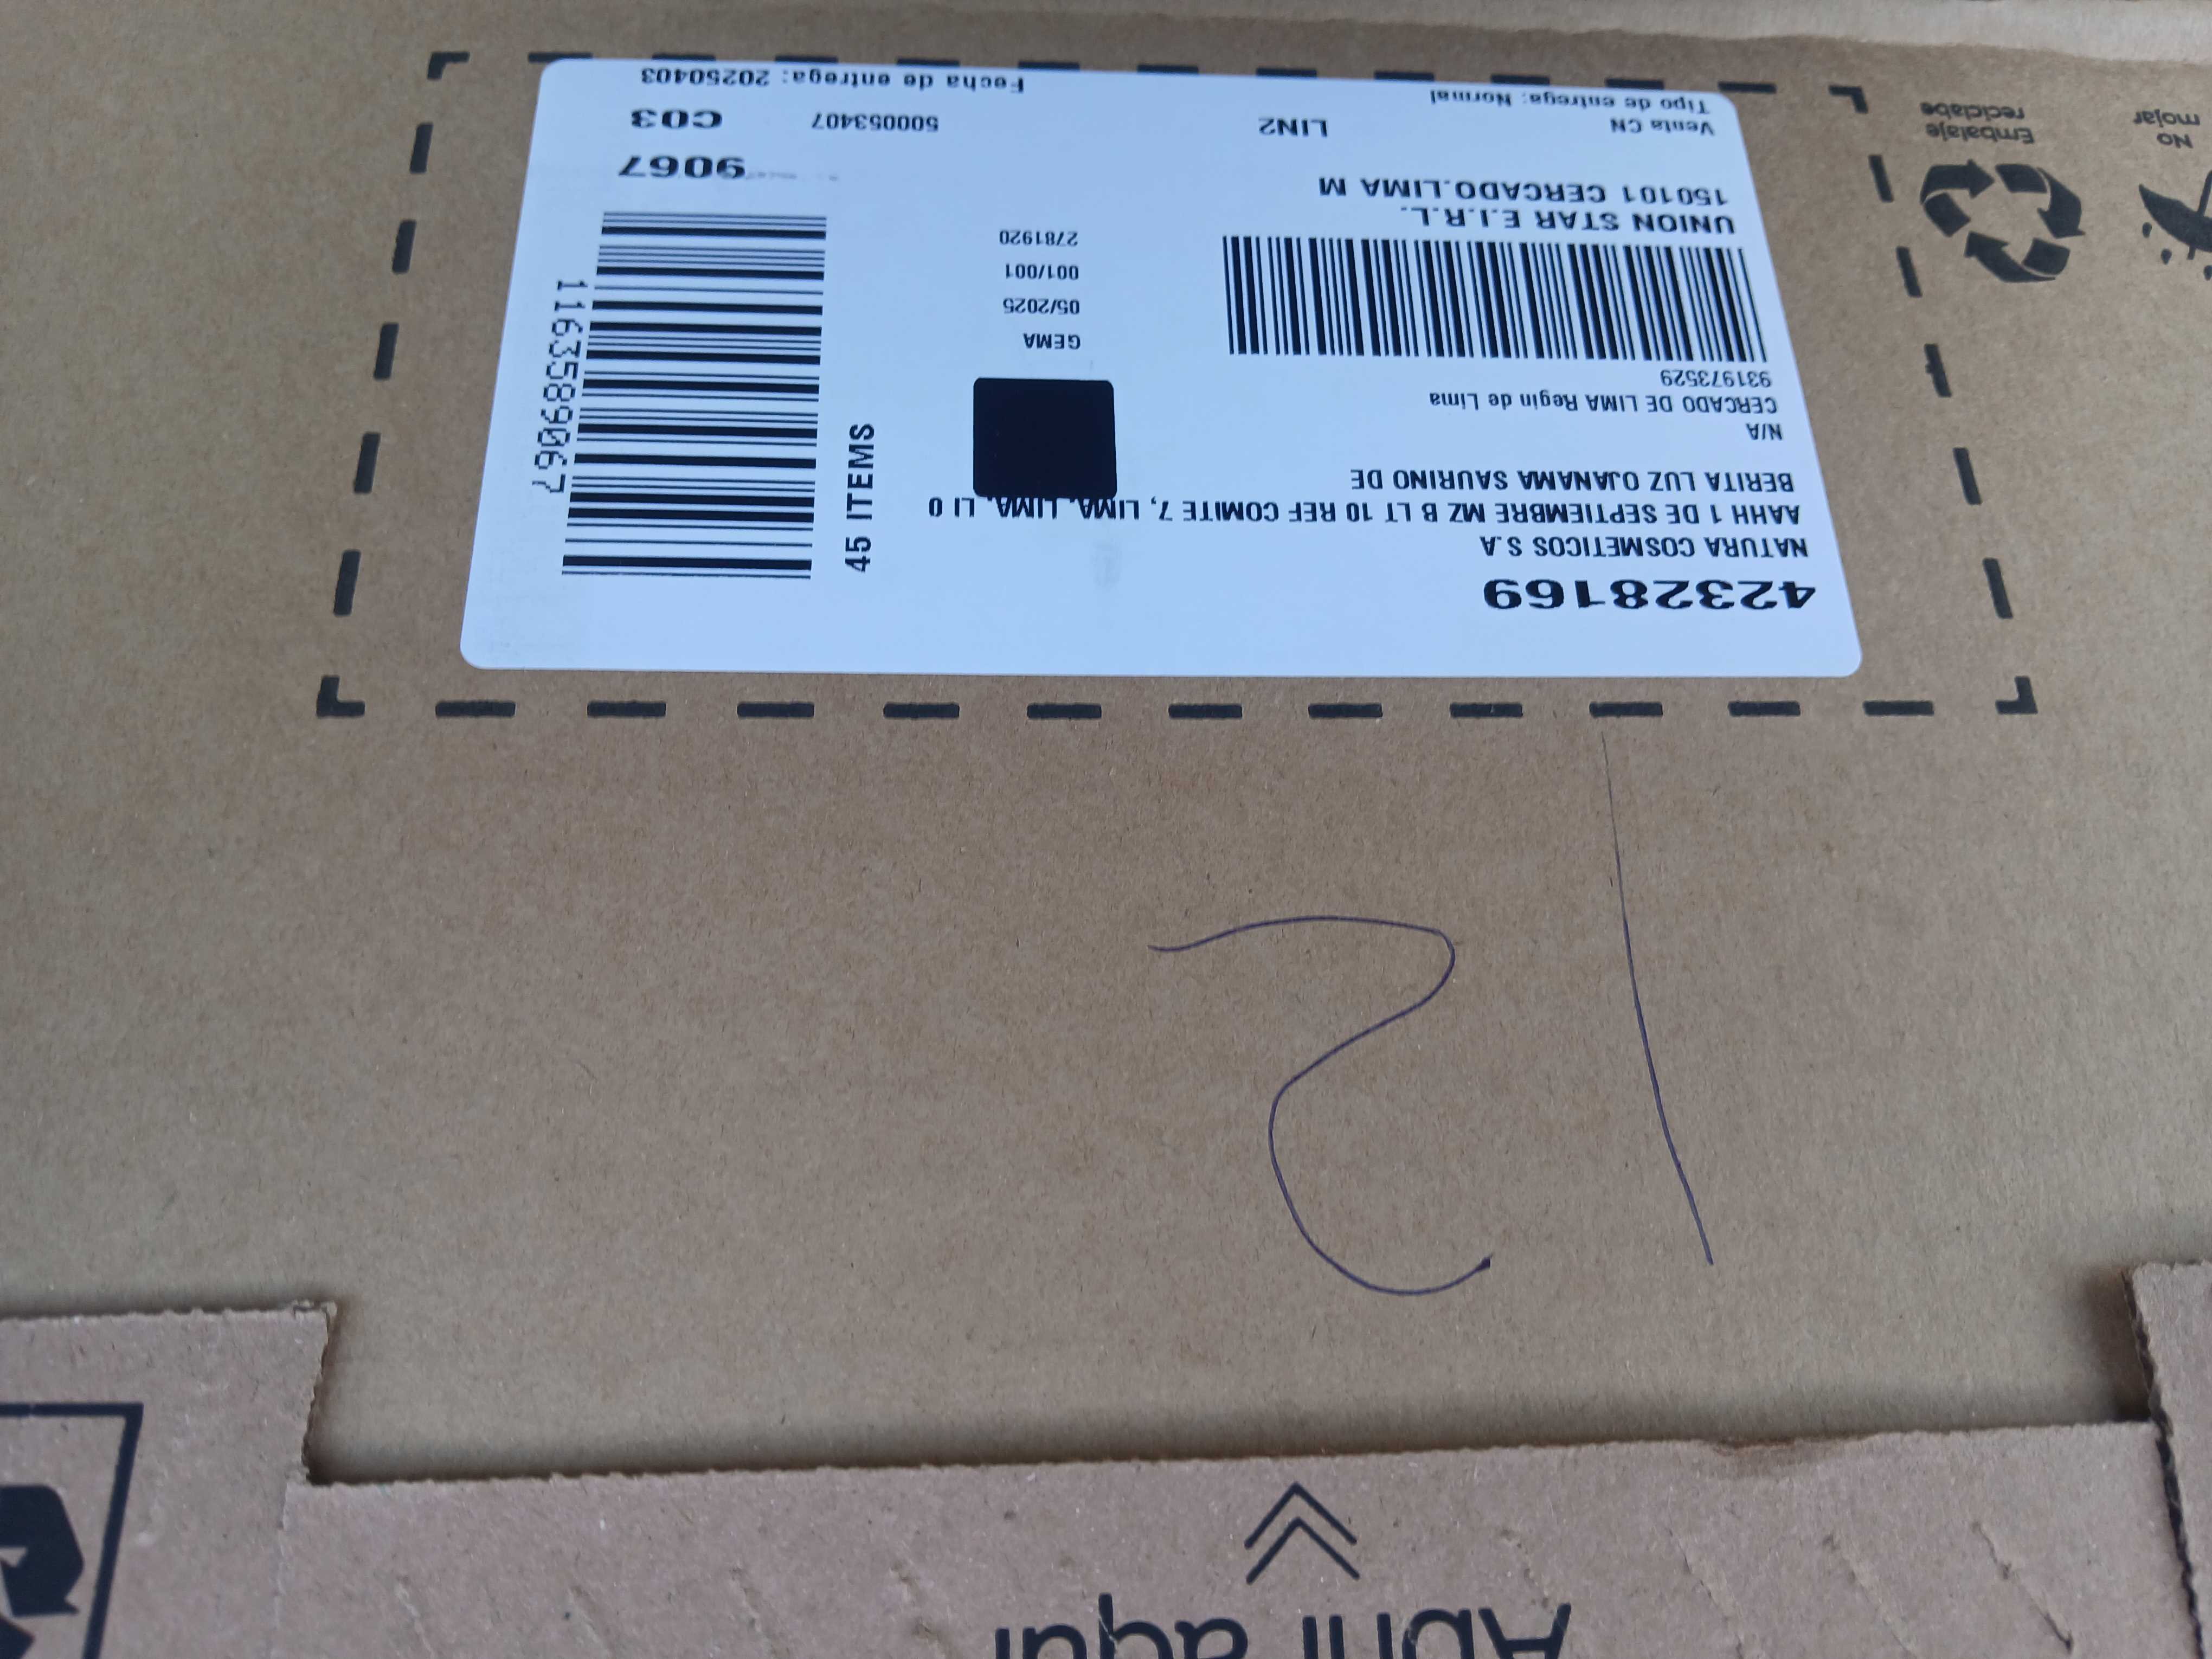 42328169
NATURA COSMETICOS S.A
AAHH 1 DE SEPTIEMBRE MZ B LT 10 REF COMITE 7, LIMA, LIMA, LIMA, LI 0
BERITA LUZ OJANAMA SAURINO DE
N/A
CERCADO DE LIMA Regin de Lima
931973529
UNION STAR E.I.R.L.
150101 CERCADO.LIMA M
Venta CN
LIN2
500053407
C03
Tipo de entrega: Normal
Fecha de entrega: 20250403
GEMA
05/2025
001/001
2781920
45 ITEMS
1163589067
9067
Embalaje
reciclabe
No
mojar
12
Abrir aquí